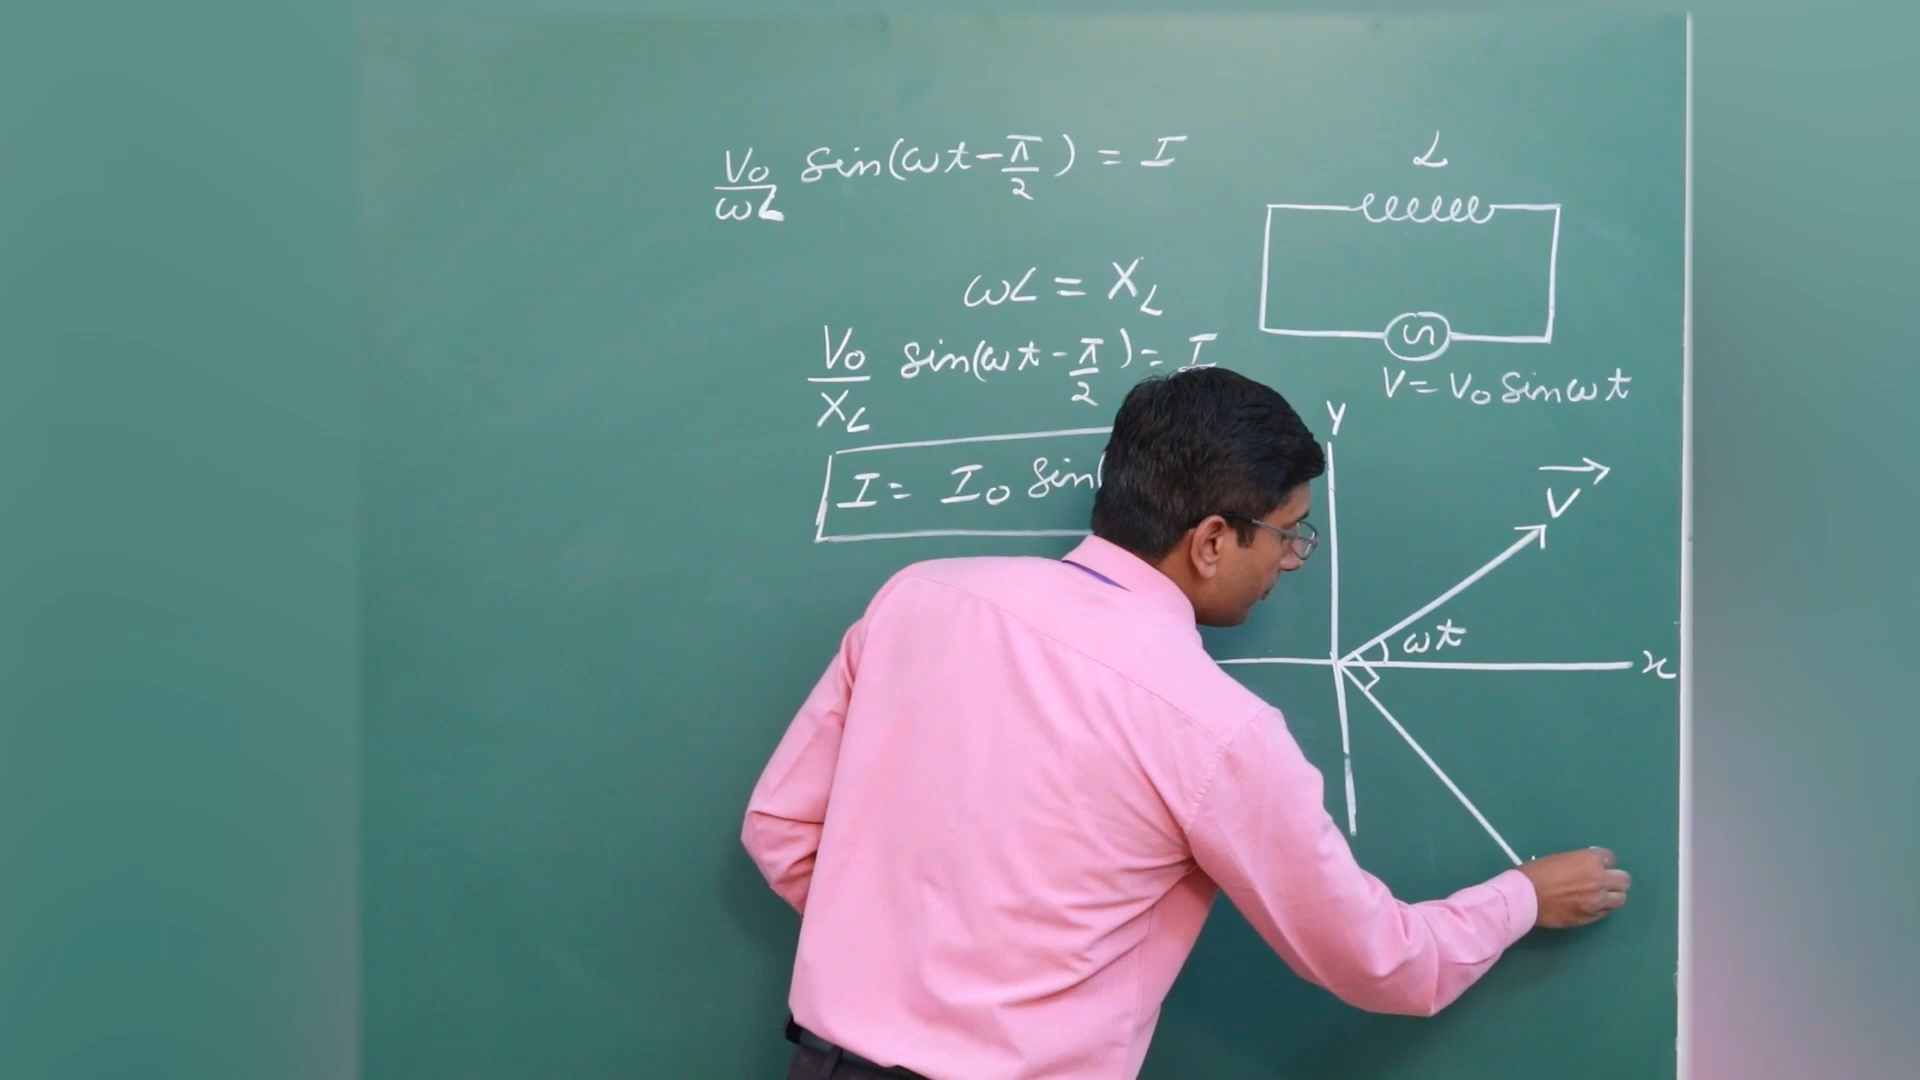 V₀/ωL sin(ωt-π/2) = I
ωL = X_L
V₀/X_L sin(ωt-π/2) = I
I = I₀ sin(
L
V = V₀ sin ωt
y
V⃗
ωt
x